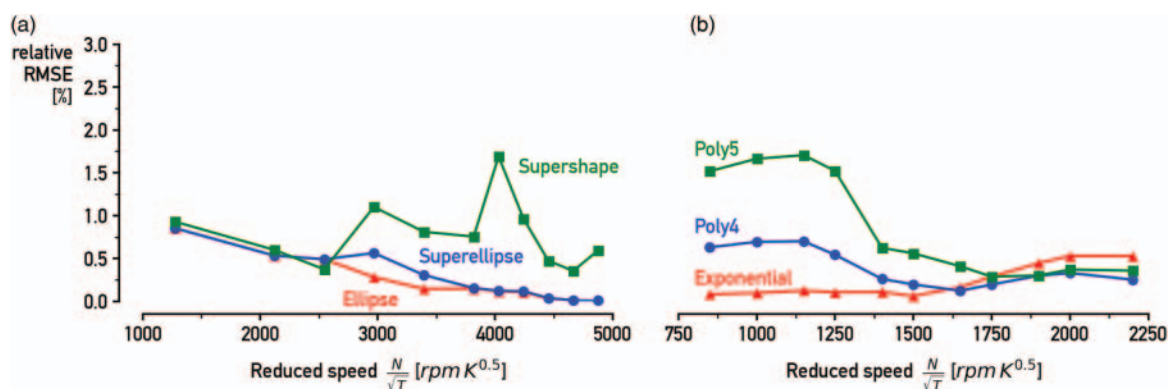 (a)
relative
RMSE
[%]
3.0
2.5
2.0
1.5
1.0
0.5
0.0
Supershape
Superellipse
Ellipse
1000 2000 3000 4000 5000
Reduced speed N/√T [rpm K^0.5]
(b)
Poly5
Poly4
Exponential
750 1000 1250 1500 1750 2000 2250
Reduced speed N/√T [rpm K^0.5]